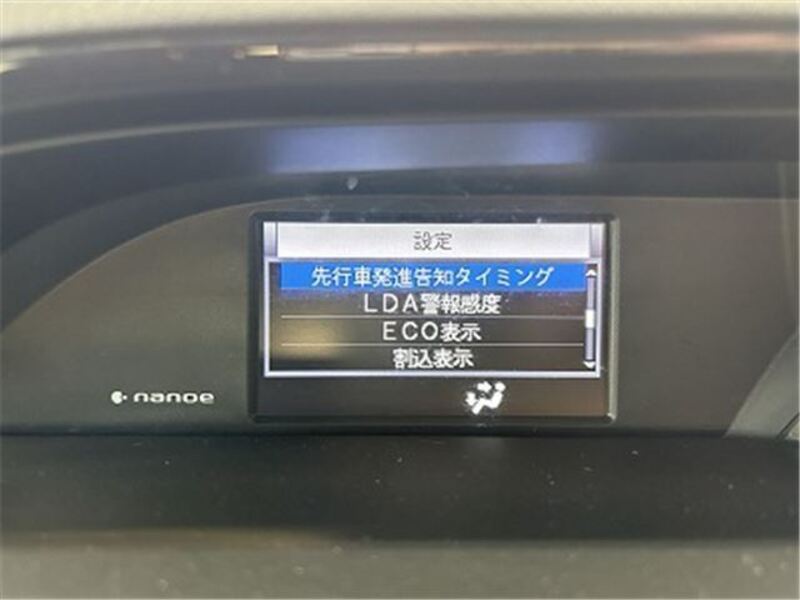 設定
先行車発進告知タイミング
LDA警報感度
ECO表示
割込表示
nanoe